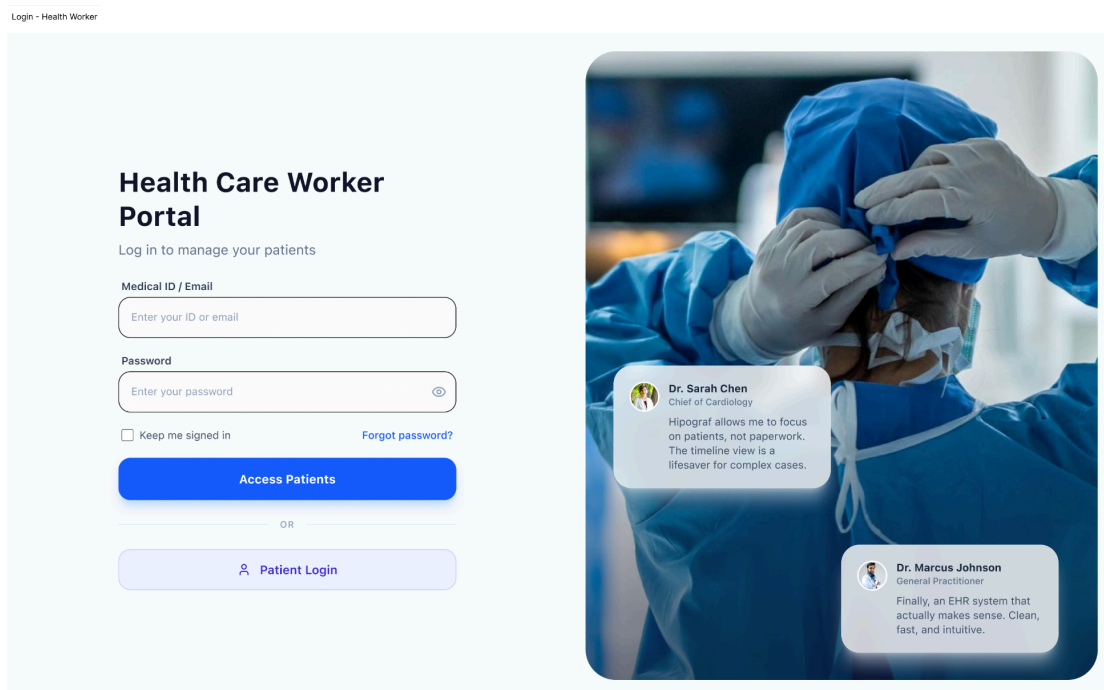 Login - Health Worker
Health Care Worker
Portal
Log in to manage your patients
Medical ID / Email
Enter your ID or email
Password
Enter your password
Keep me signed in
Forgot password?
Access Patients
OR
Patient Login
Dr. Sarah Chen
Chief of Cardiology
Hipograf allows me to focus
on patients, not paperwork.
The timeline view is a
lifesaver for complex cases.
Dr. Marcus Johnson
General Practitioner
Finally, an EHR system that
actually makes sense. Clean,
fast, and intuitive.